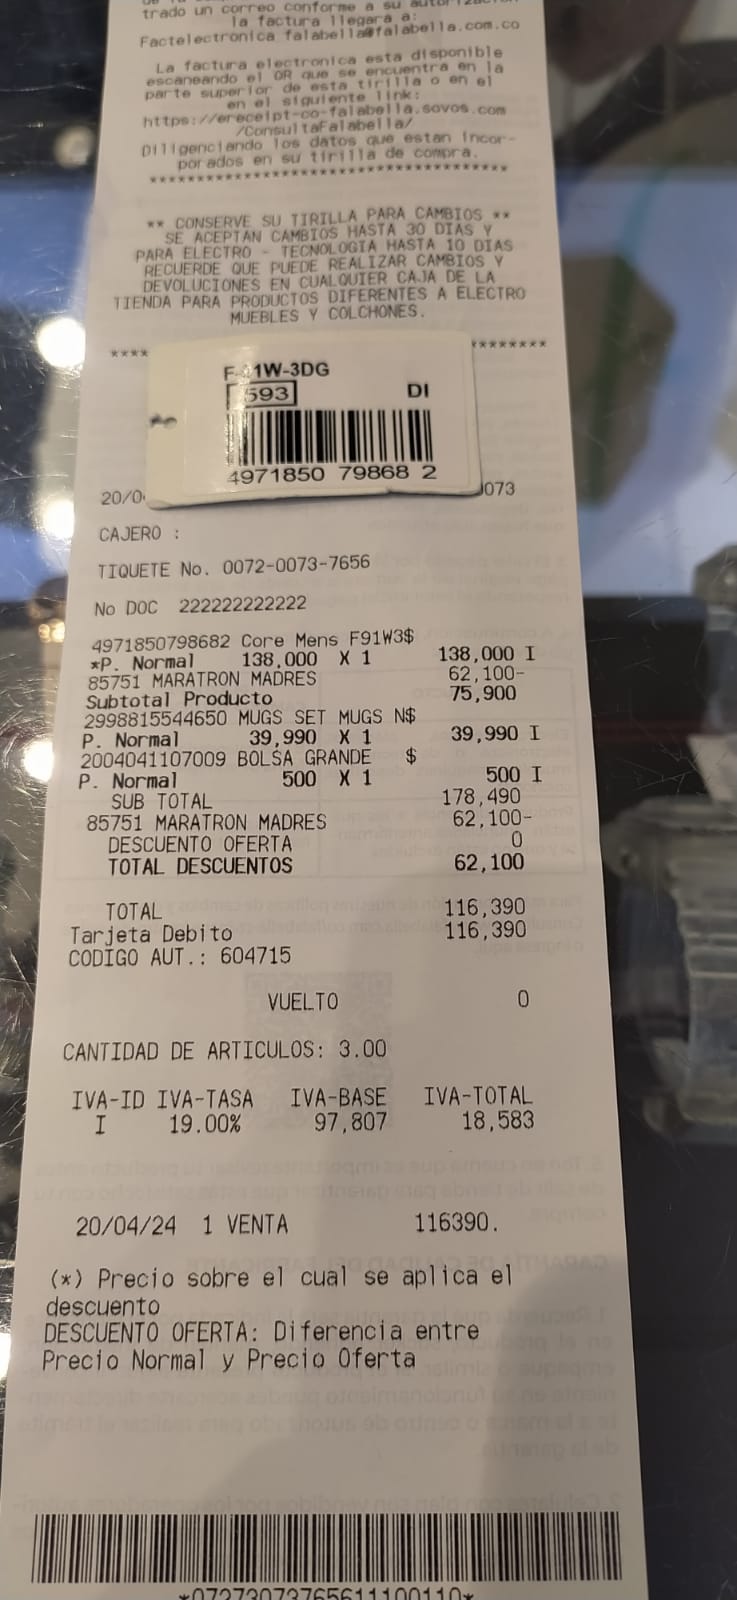 trado un correo conforme a su autorizacion
la factura llegara a:
Factelectronica falabella@falabella.com.co
La factura electronica esta disponible
escaneando el QR que se encuentra en la
parte superior de esta tirilla o en el
en el siguiente link:
https://ereceipt-co-falabella.sovos.com
/ConsultaFalabella/
Diligenciando los datos que estan incor-
porados en su tirilla de compra.
******************************************
** CONSERVE SU TIRILLA PARA CAMBIOS **
SE ACEPTAN CAMBIOS HASTA 30 DIAS Y
PARA ELECTRO - TECNOLOGIA HASTA 10 DIAS
RECUERDE QUE PUEDE REALIZAR CAMBIOS Y
DEVOLUCIONES EN CUALQUIER CAJA DE LA
TIENDA PARA PRODUCTOS DIFERENTES A ELECTRO
MUEBLES Y COLCHONES.
**** ********
F-91W-3DG
593 DI
4971850 79868 2
20/0 0073
CAJERO :
TIQUETE No. 0072-0073-7656
No DOC 222222222222
4971850798682 Core Mens F91W3$
*P. Normal 138,000 X 1 138,000 I
85751 MARATRON MADRES 62,100-
Subtotal Producto 75,900
2998815544650 MUGS SET MUGS N$
P. Normal 39,990 X 1 39,990 I
2004041107009 BOLSA GRANDE $
P. Normal 500 X 1 500 I
SUB TOTAL 178,490
85751 MARATRON MADRES 62,100-
DESCUENTO OFERTA 0
TOTAL DESCUENTOS 62,100
TOTAL 116,390
Tarjeta Debito 116,390
CODIGO AUT.: 604715
VUELTO 0
CANTIDAD DE ARTICULOS: 3.00
IVA-ID IVA-TASA IVA-BASE IVA-TOTAL
I 19.00% 97,807 18,583
20/04/24 1 VENTA 116390.
(*) Precio sobre el cual se aplica el
descuento
DESCUENTO OFERTA: Diferencia entre
Precio Normal y Precio Oferta